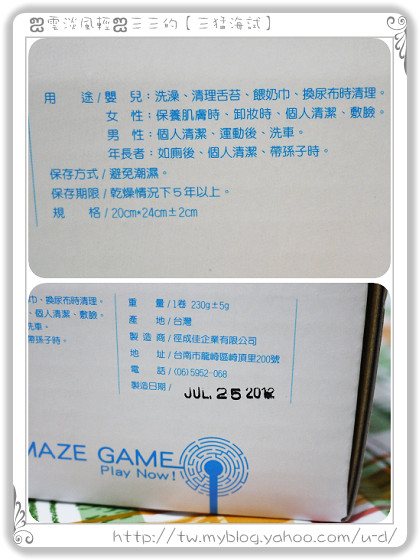 雲淡風輕 三三的【三猛海試】
用 途/嬰 兒：洗澡、清理舌苔、餵奶巾、換尿布時清理。
女 性：保養肌膚時、卸妝時、個人清潔、敷臉。
男 性：個人清潔、運動後、洗車。
年長者：如廁後、個人清潔、帶孫子時。
保存方式/避免潮濕。
保存期限/乾燥情況下5年以上。
規 格/20cm*24cm±2cm
巾、換尿布時清理。
、個人清潔、敷臉。
洗車。
帶孫子時。
重 量/1卷 230g±5g
產 地/台灣
製造商/徑成佳企業有限公司
地 址/台南市龍崎區崎頂里200號
電 話/(06)5952-068
製造日期/
JUL. 25 2012
MAZE GAME
Play Now!
http://tw.myblog.yahoo.com/u-d/